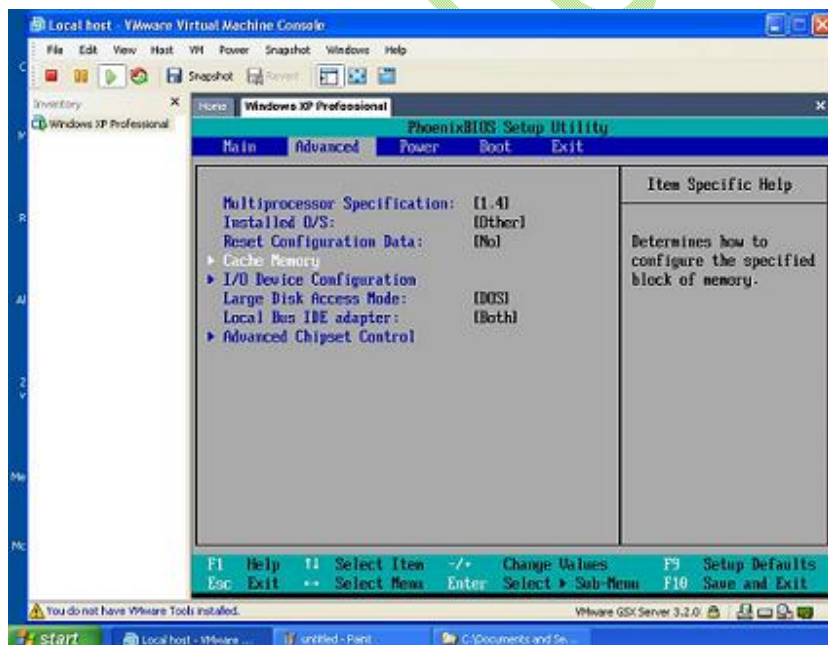 Local host - VMware Virtual Machine Console
File Edit View Host VM Power Snapshot Windows Help
Snapshot Revert
Inventory
Windows XP Professional
Home Windows XP Professional
PhoenixBIOS Setup Utility
Main Advanced Power Boot Exit
Item Specific Help
Multiprocessor Specification: [1.4]
Installed O/S: [Other]
Reset Configuration Data: [No]
Cache Memory
I/O Device Configuration
Large Disk Access Mode: [DOS]
Local Bus IDE adapter: [Both]
Advanced Chipset Control
Determines how to
configure the specified
block of memory.
F1 Help ↑↓ Select Item -/+ Change Values F9 Setup Defaults
Esc Exit ↔ Select Menu Enter Select ▸ Sub-Menu F10 Save and Exit
You do not have VMware Tools installed.
VMware GSX Server 3.2.0
start Local host - VMware ... untitled - Paint C:\Documents and Se...